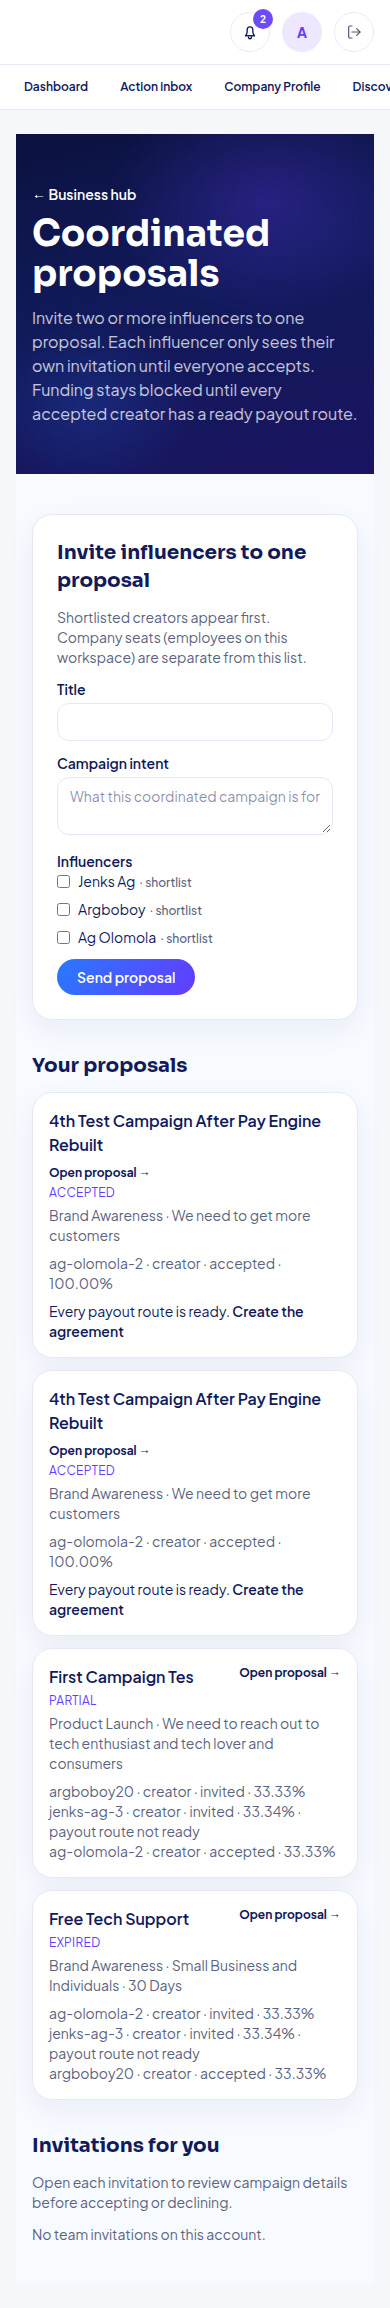 2
A
Dashboard Action Inbox Company Profile Discov
← Business hub
Coordinated
proposals
Invite two or more influencers to one
proposal. Each influencer only sees their
own invitation until everyone accepts.
Funding stays blocked until every
accepted creator has a ready payout route.
Invite influencers to one
proposal
Shortlisted creators appear first.
Company seats (employees on this
workspace) are separate from this list.
Title
Campaign intent
What this coordinated campaign is for
Influencers
Jenks Ag · shortlist
Argboboy · shortlist
Ag Olomola · shortlist
Send proposal
Your proposals
4th Test Campaign After Pay Engine
Rebuilt
Open proposal →
ACCEPTED
Brand Awareness · We need to get more
customers
ag-olomola-2 · creator · accepted ·
100.00%
Every payout route is ready. Create the
agreement
4th Test Campaign After Pay Engine
Rebuilt
Open proposal →
ACCEPTED
Brand Awareness · We need to get more
customers
ag-olomola-2 · creator · accepted ·
100.00%
Every payout route is ready. Create the
agreement
First Campaign Tes Open proposal →
PARTIAL
Product Launch · We need to reach out to
tech enthusiast and tech lover and
consumers
argboboy20 · creator · invited · 33.33%
jenks-ag-3 · creator · invited · 33.34% ·
payout route not ready
ag-olomola-2 · creator · accepted · 33.33%
Free Tech Support Open proposal →
EXPIRED
Brand Awareness · Small Business and
Individuals · 30 Days
ag-olomola-2 · creator · invited · 33.33%
jenks-ag-3 · creator · invited · 33.34% ·
payout route not ready
argboboy20 · creator · accepted · 33.33%
Invitations for you
Open each invitation to review campaign details
before accepting or declining.
No team invitations on this account.